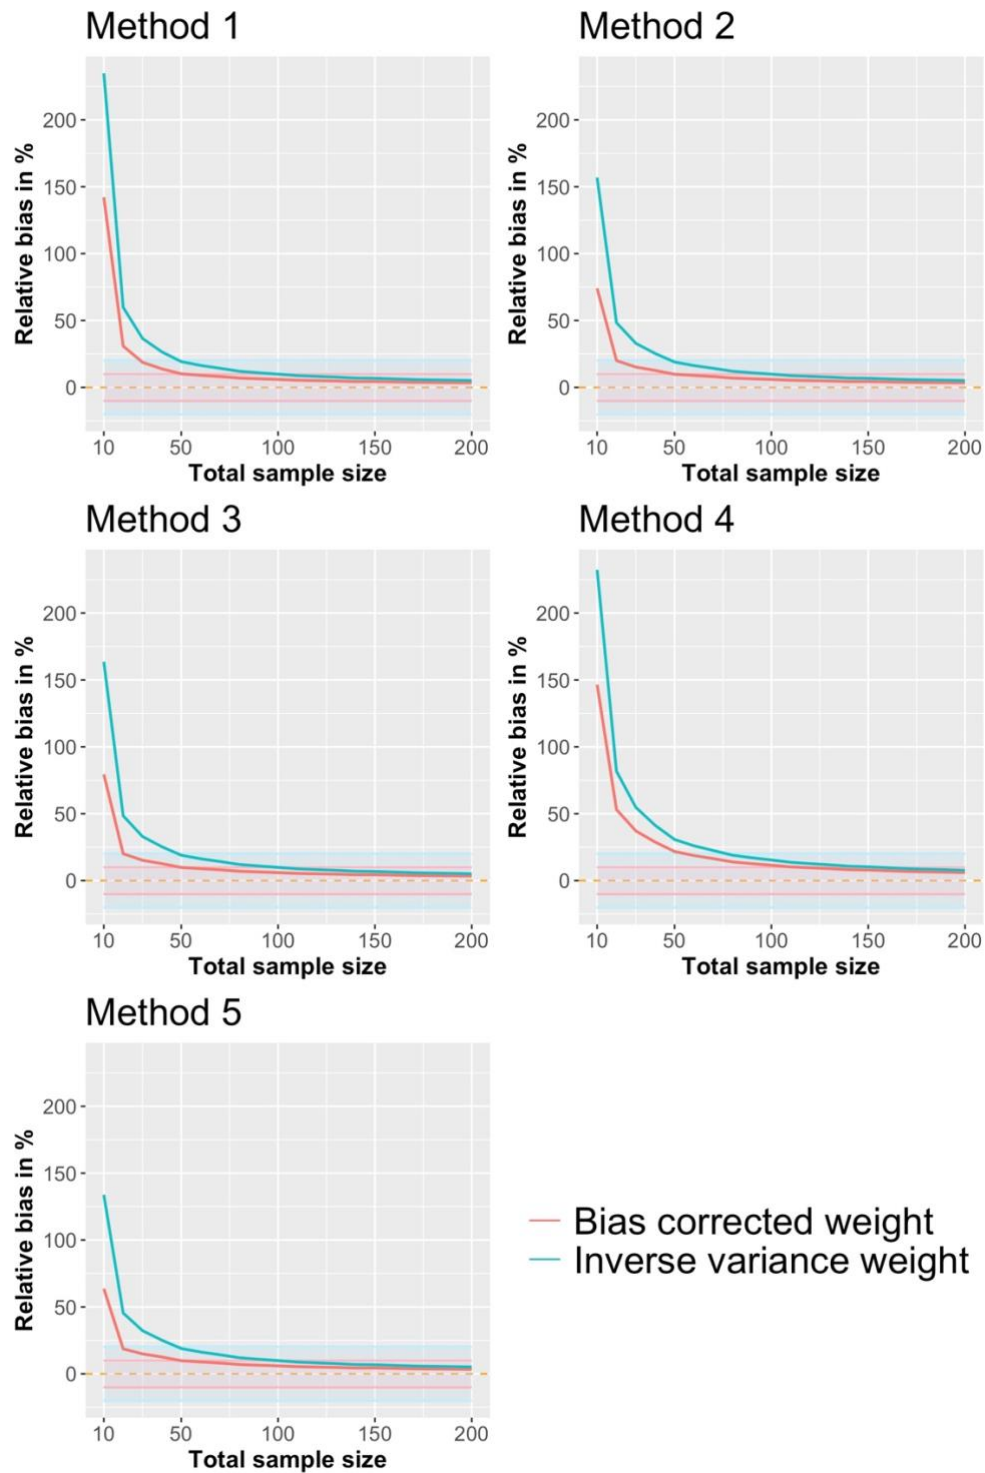 Method 1
Relative bias in %
200
150
100
50
0
10 50 100 150 200
Total sample size
Method 2
Relative bias in %
200
150
100
50
0
10 50 100 150 200
Total sample size
Method 3
Relative bias in %
200
150
100
50
0
10 50 100 150 200
Total sample size
Method 4
Relative bias in %
200
150
100
50
0
10 50 100 150 200
Total sample size
Method 5
Relative bias in %
200
150
100
50
0
10 50 100 150 200
Total sample size
Bias corrected weight
Inverse variance weight